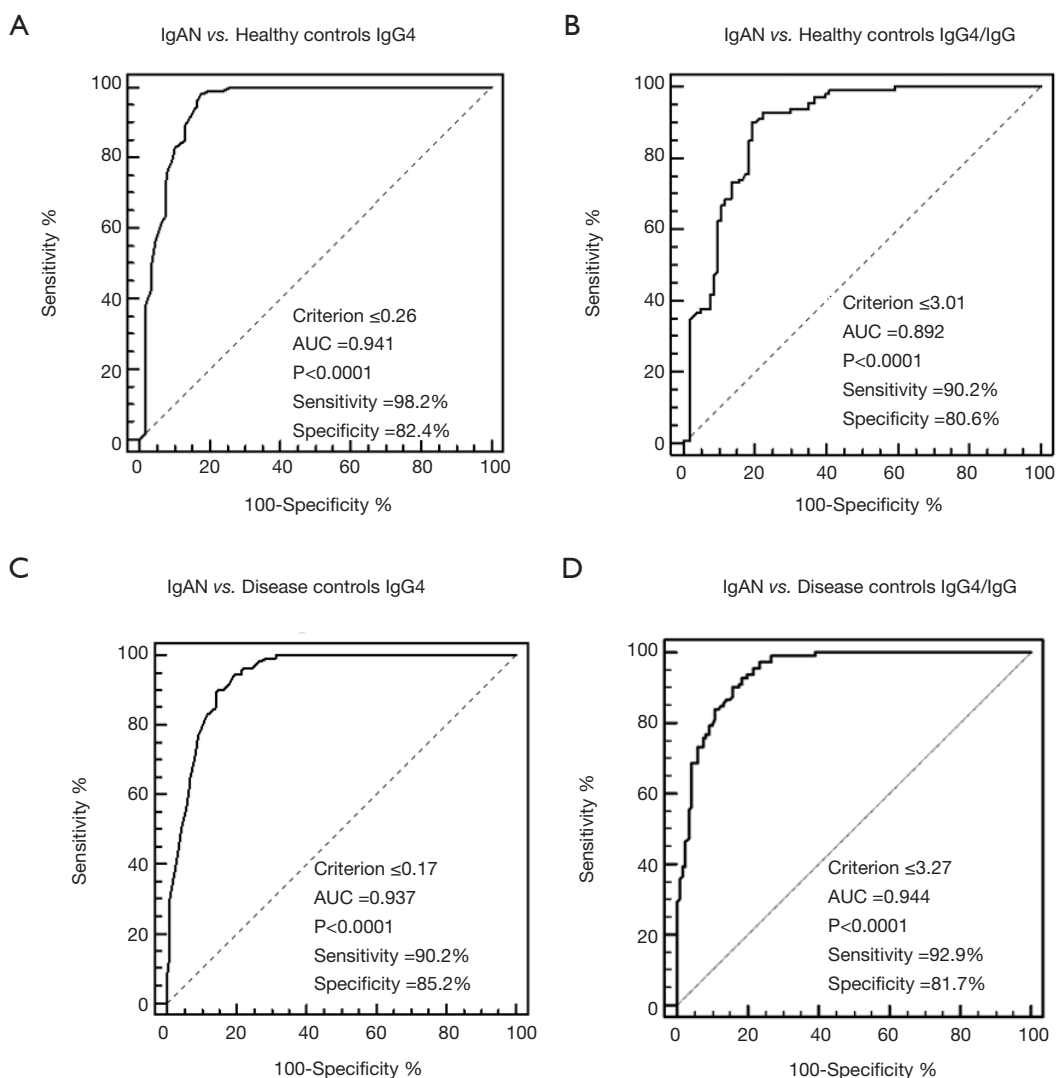 A
IgAN vs. Healthy controls IgG4
100
80
60
40
20
0
Sensitivity %
Criterion ≤0.26
AUC =0.941
P<0.0001
Sensitivity =98.2%
Specificity =82.4%
0 20 40 60 80 100
100-Specificity %
B
IgAN vs. Healthy controls IgG4/IgG
100
80
60
40
20
0
Sensitivity %
Criterion ≤3.01
AUC =0.892
P<0.0001
Sensitivity =90.2%
Specificity =80.6%
0 20 40 60 80 100
100-Specificity %
C
IgAN vs. Disease controls IgG4
100
80
60
40
20
0
Sensitivity %
Criterion ≤0.17
AUC =0.937
P<0.0001
Sensitivity =90.2%
Specificity =85.2%
0 20 40 60 80 100
100-Specificity %
D
IgAN vs. Disease controls IgG4/IgG
100
80
60
40
20
0
Sensitivity %
Criterion ≤3.27
AUC =0.944
P<0.0001
Sensitivity =92.9%
Specificity =81.7%
0 20 40 60 80 100
100-Specificity %